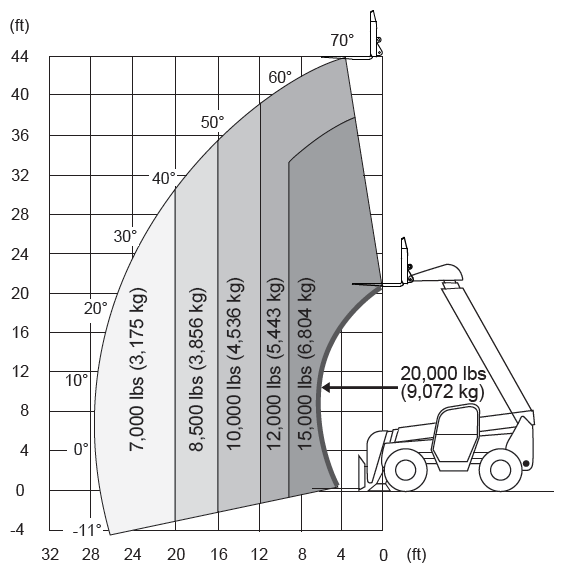 (ft)
70°
44
60°
40
50°
36
32
40°
28
30°
24
20
20°
16
12
10°
8
4
0°
0
-4
-11°
7,000 lbs (3,175 kg)
8,500 lbs (3,856 kg)
10,000 lbs (4,536 kg)
12,000 lbs (5,443 kg)
15,000 lbs (6,804 kg)
20,000 lbs
(9,072 kg)
32 28 24 20 16 12 8 4 0 (ft)